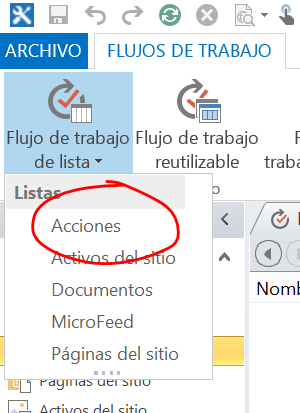 ARCHIVO FLUJOS DE TRABAJO
Flujo de trabajo
de lista
Flujo de trabajo
reutilizable
Listas
Acciones
Activos del sitio
Documentos
MicroFeed
Páginas del sitio
Nomb
Páginas del sitio
Activos del sitio